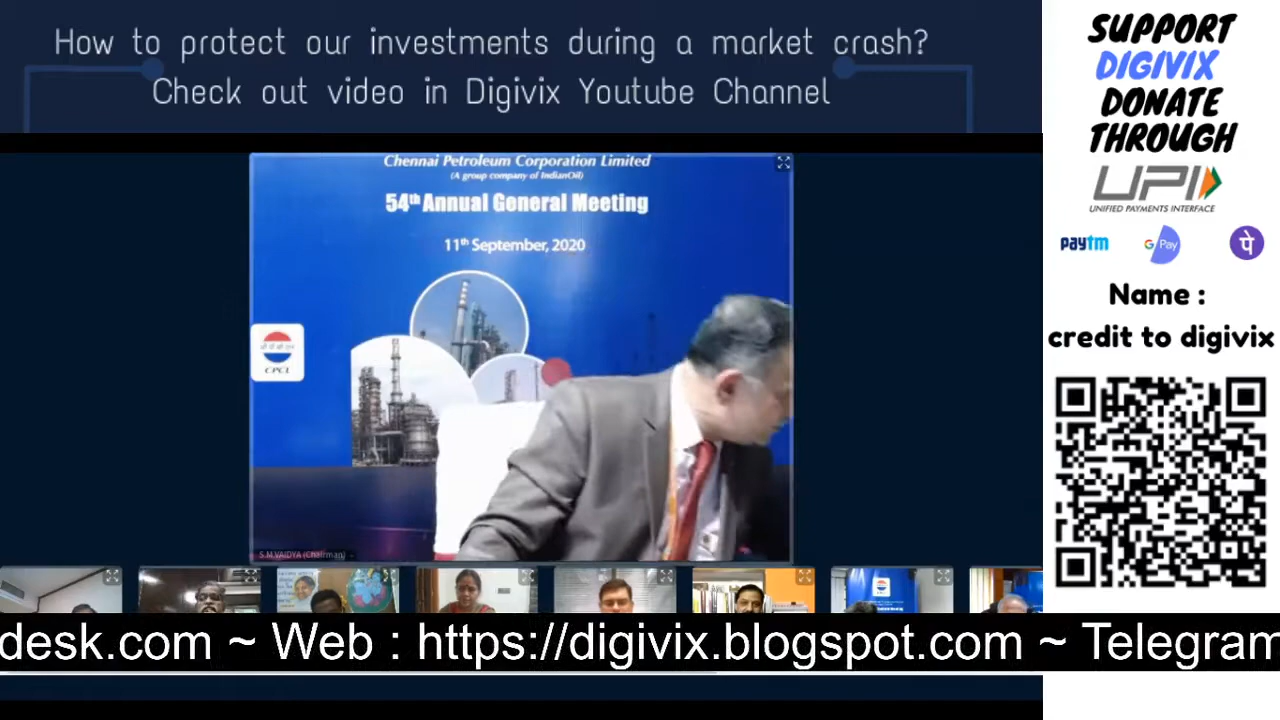 How to protect our investments during a market crash?
Check out video in Digivix Youtube Channel
Chennai Petroleum Corporation Limited
(A group company of IndianOil)
54th Annual General Meeting
11th September, 2020
CPCL
S.M.VAIDYA (Chairman)
desk.com ~ Web : https://digivix.blogspot.com ~ Telegram
SUPPORT
DIGIVIX
DONATE
THROUGH
UPI
UNIFIED PAYMENTS INTERFACE
paytm
G Pay
पे
Name :
credit to digivix